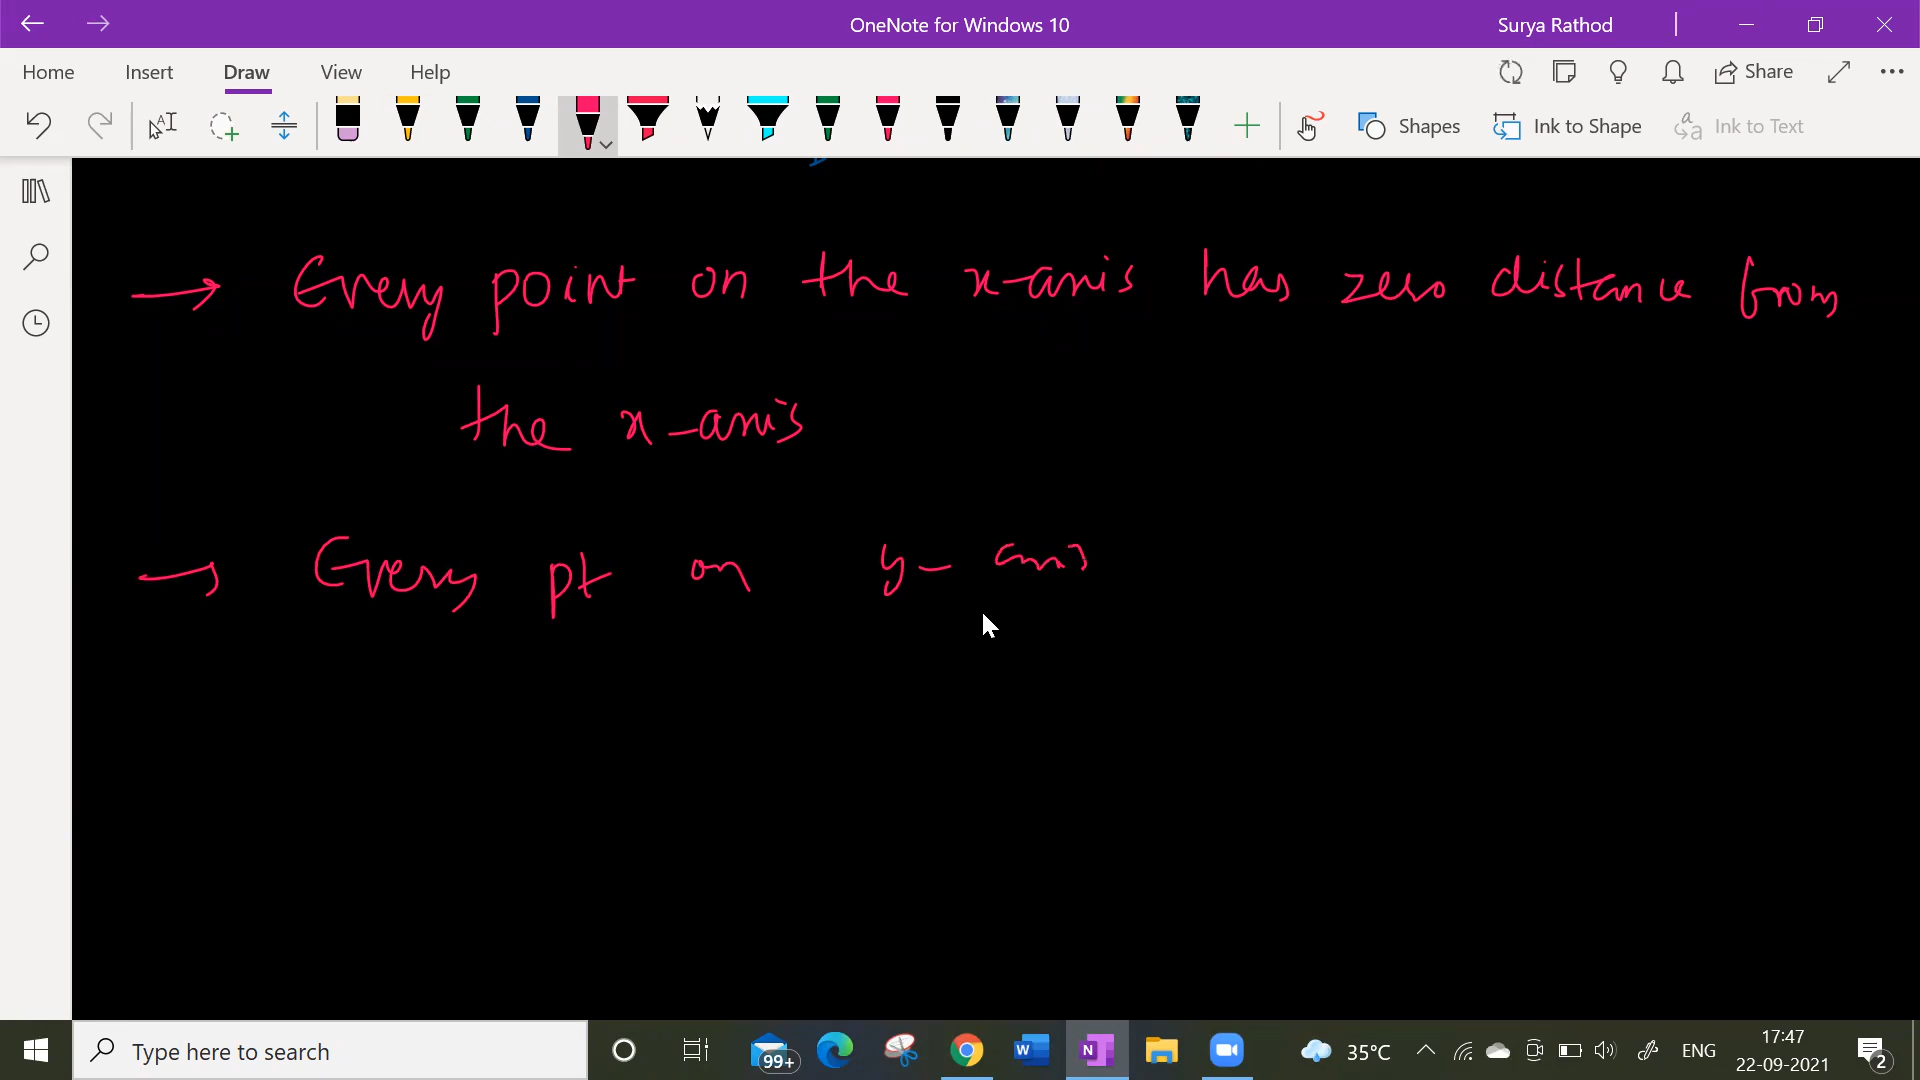 OneNote for Windows 10
Surya Rathod
Home Insert Draw View Help
Share
Shapes Ink to Shape Ink to Text
→ Every point on the x-axis has zero distance from
the x-axis
→ Every pt on y-axis
Type here to search
99+
35°C
ENG
17:47
22-09-2021
2